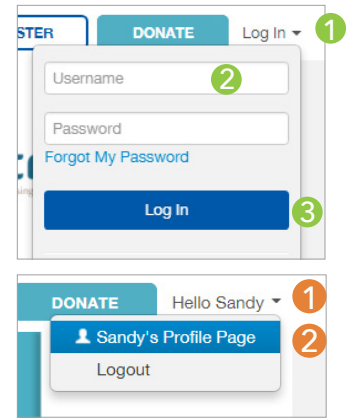 STER DONATE Log In 1
Username 2
Password
Forgot My Password
Log In 3
DONATE Hello Sandy 1
Sandy's Profile Page 2
Logout